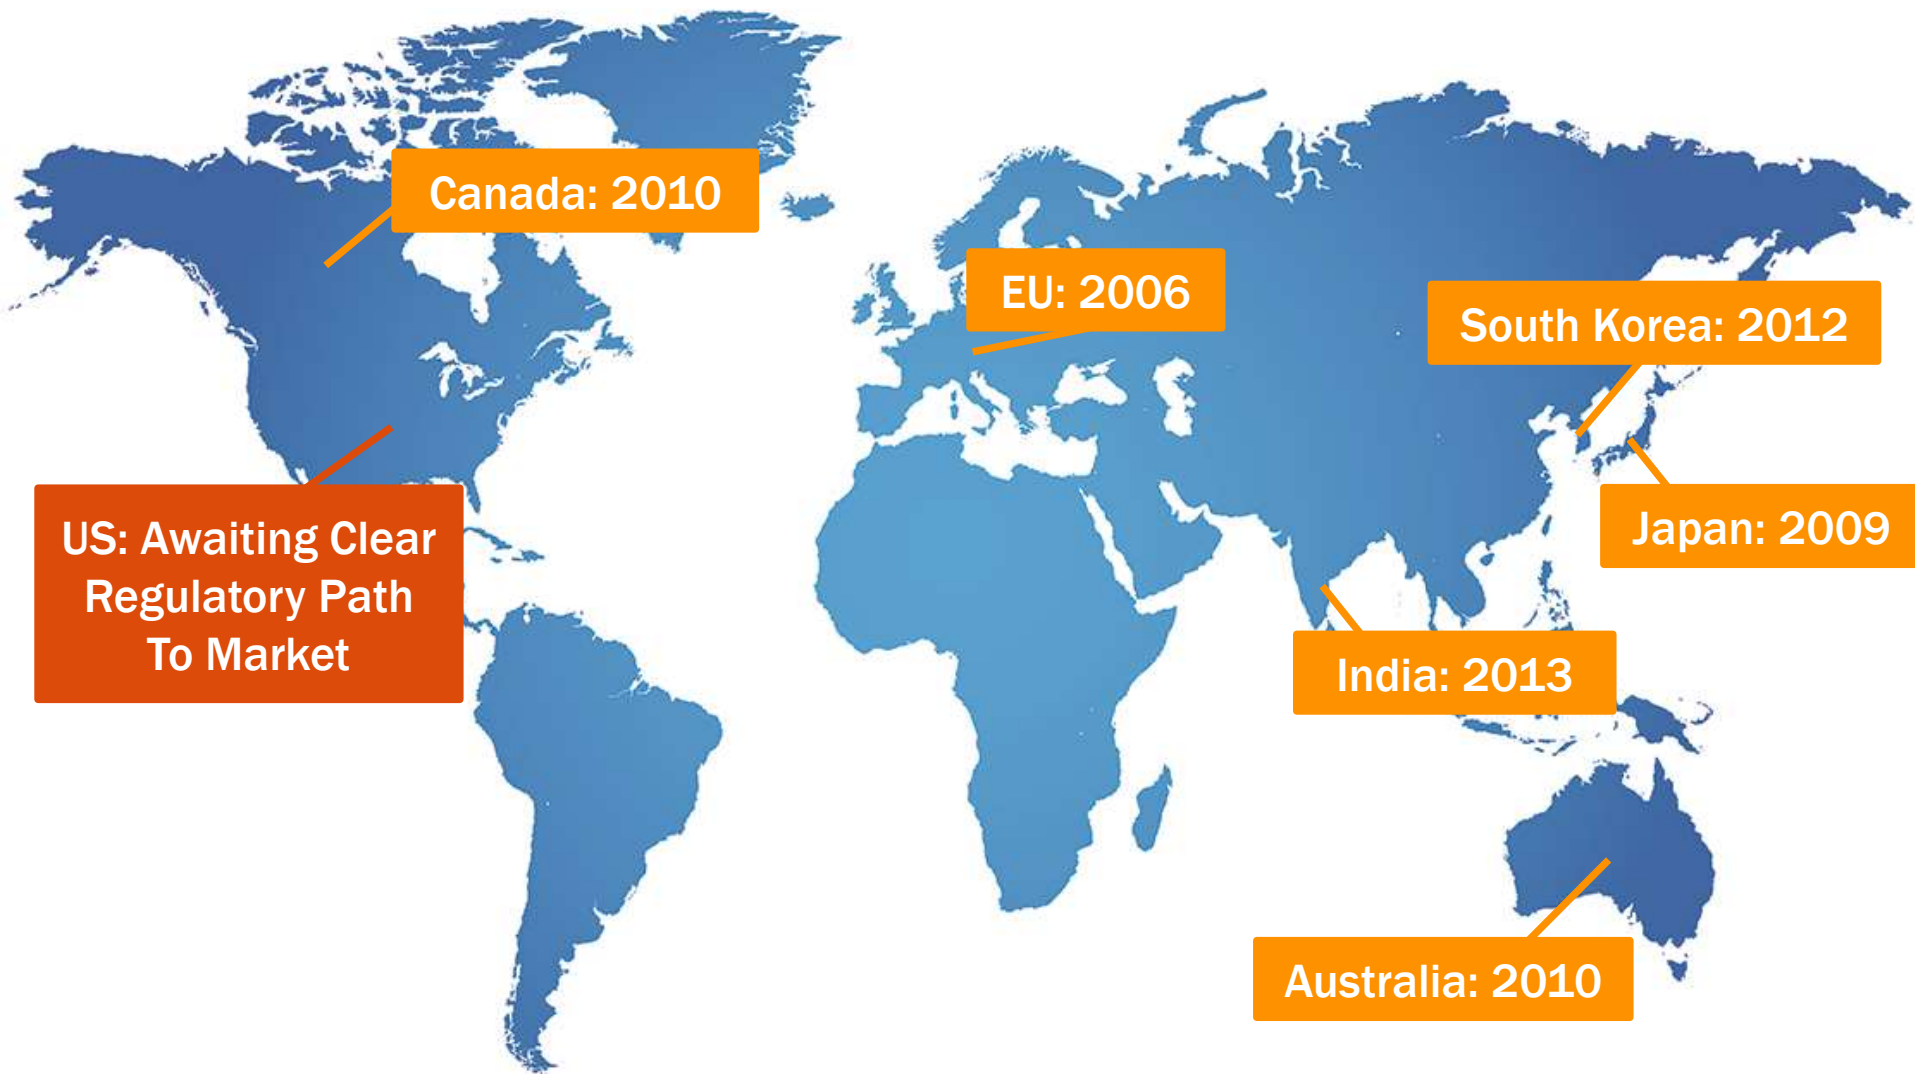 Canada: 2010
EU: 2006
South Korea: 2012
US: Awaiting Clear
Regulatory Path
To Market
Japan: 2009
India: 2013
Australia: 2010